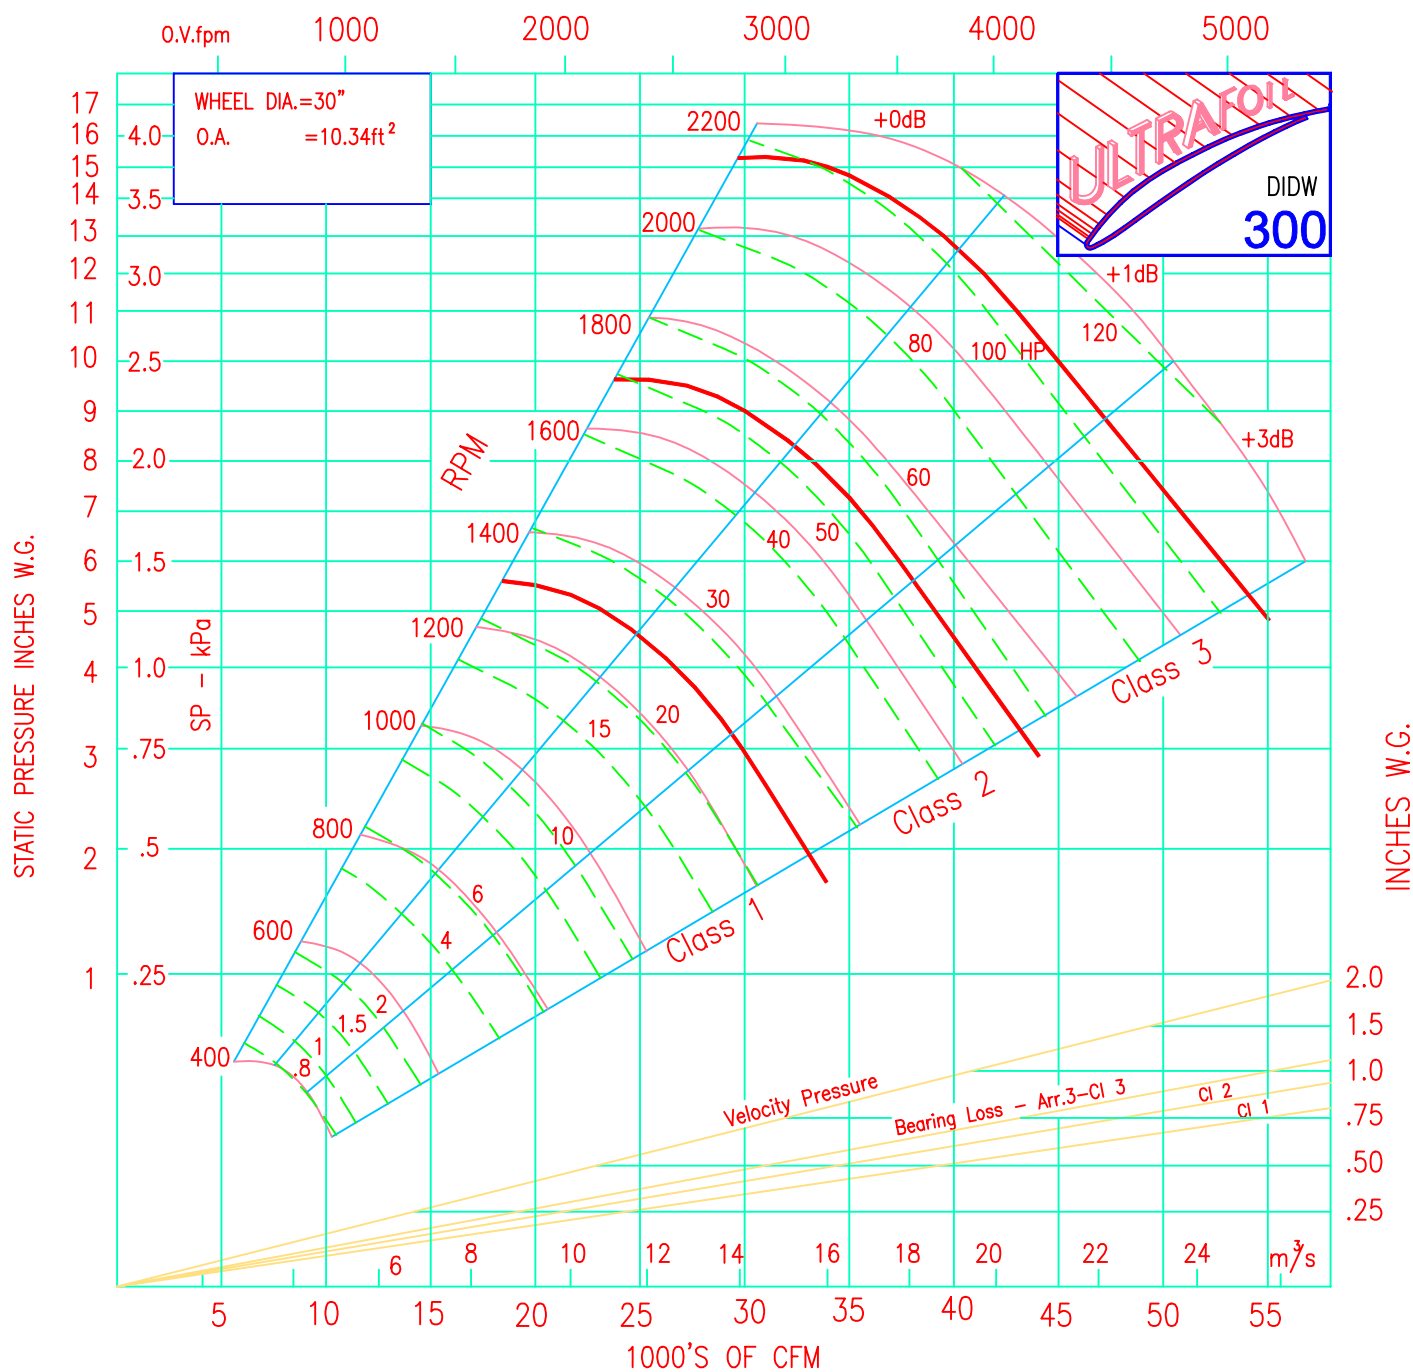 O.V.fpm 1000 2000 3000 4000 5000
WHEEL DIA.=30"
O.A. =10.34ft²
ULTRAFOIL
DIDW
300
17
16 4.0
15
14 3.5
13
12 3.0
11
10 2.5
9
8 2.0
7
6 1.5
5
4 1.0
3 .75
2 .5
1 .25
STATIC PRESSURE INCHES W.G.
SP - kPa
RPM
2200
2000
1800
1600
1400
1200
1000
800
600
400
+0dB
+1dB
+3dB
120
100 HP
80
60
50
40
30
20
15
10
6
4
2
1.5
1
.8
Class 3
Class 2
Class 1
INCHES W.G.
2.0
1.5
1.0
.75
.50
.25
Velocity Pressure
Bearing Loss - Arr.3-Cl 3
Cl 2
Cl 1
6 8 10 12 14 16 18 20 22 24 m³/s
5 10 15 20 25 30 35 40 45 50 55
1000'S OF CFM